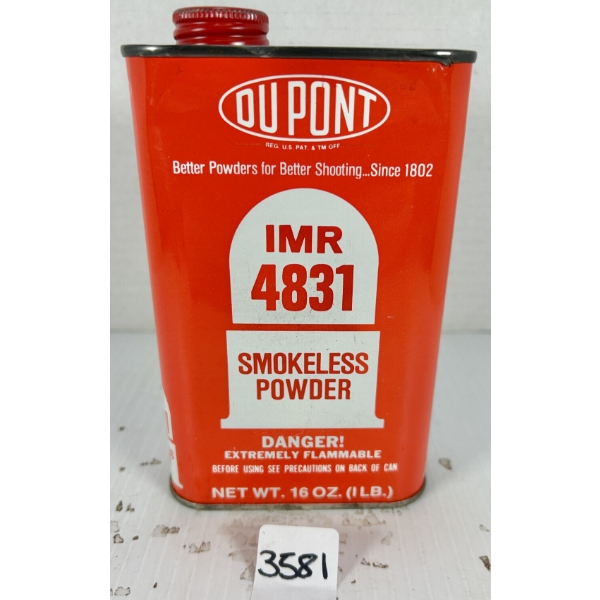 DU PONT
REG. U.S. PAT. & TM OFF.
Better Powders for Better Shooting...Since 1802
IMR
4831
SMOKELESS
POWDER
DANGER!
EXTREMELY FLAMMABLE
BEFORE USING SEE PRECAUTIONS ON BACK OF CAN
NET WT. 16 OZ. (1 LB.)
3581